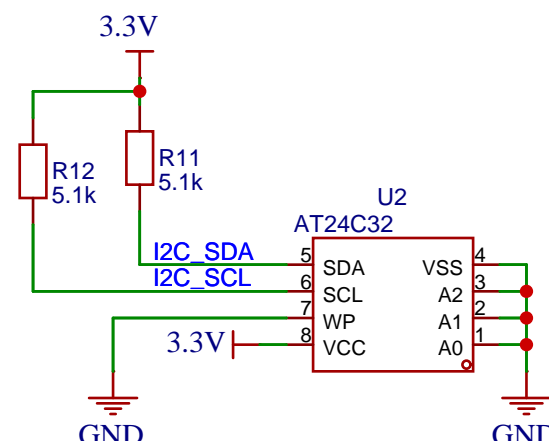 3.3V
R12
5.1k
R11
5.1k
U2
AT24C32
I2C_SDA
I2C_SCL
5 SDA VSS 4
6 SCL A2 3
7 WP A1 2
3.3V 8 VCC A0 1
GND
GND